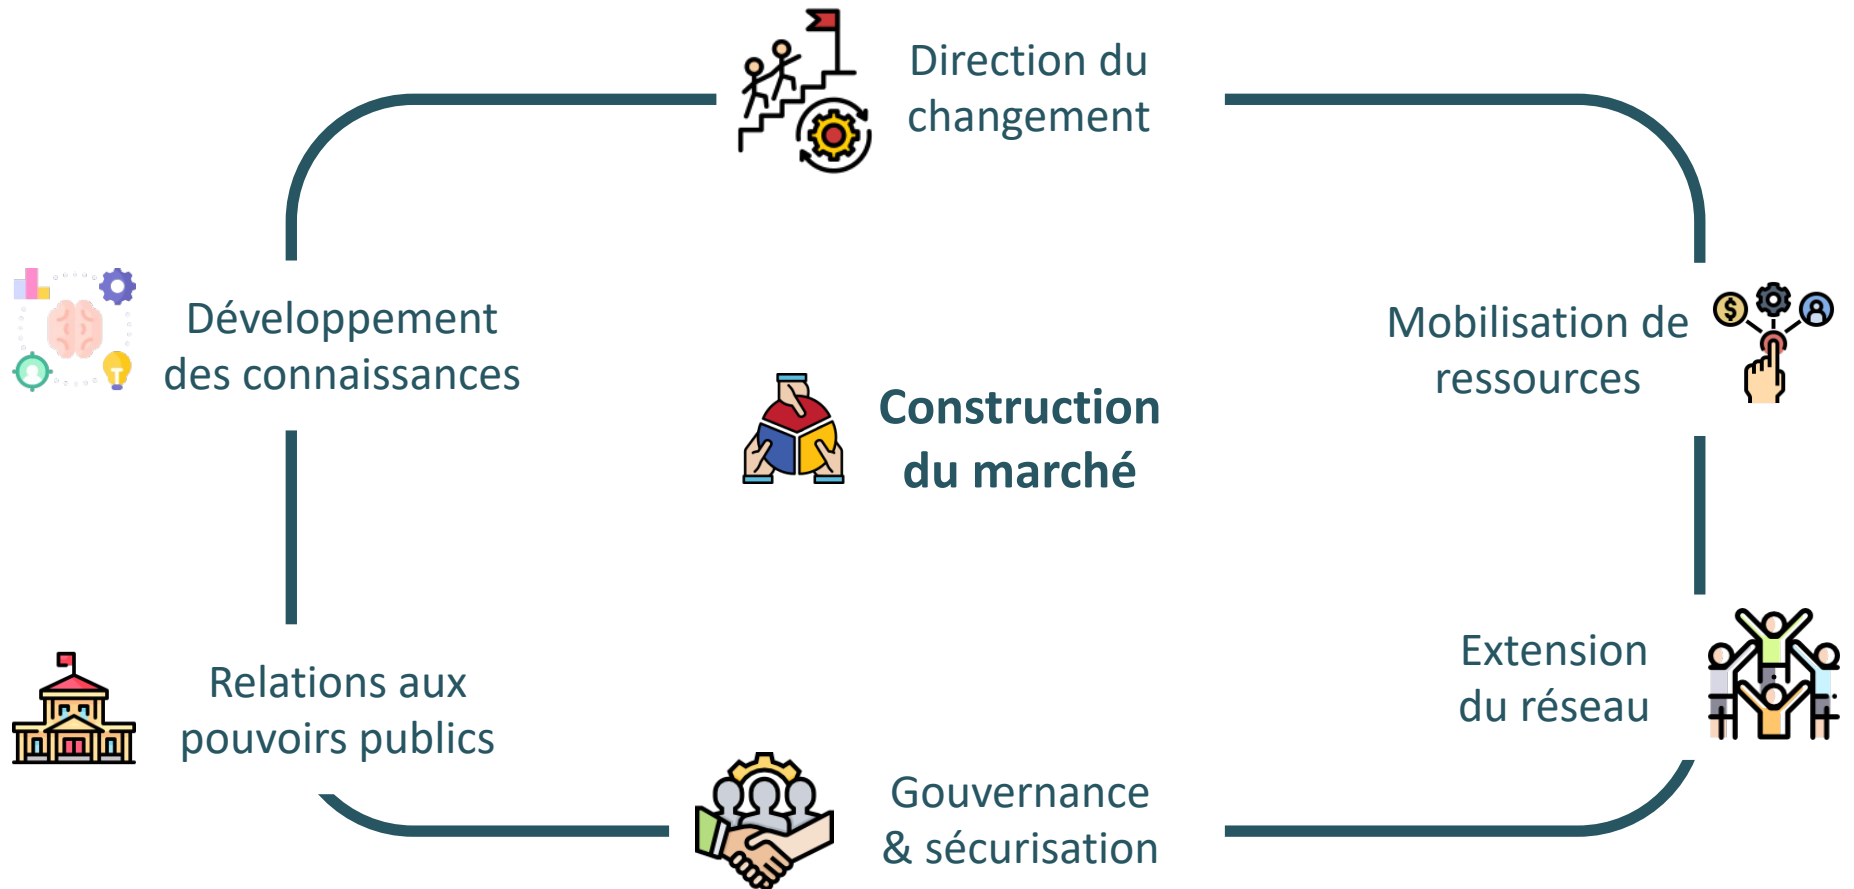 Direction du
changement
Développement
des connaissances
Mobilisation de
ressources
Construction
du marché
Relations aux
pouvoirs publics
Extension
du réseau
Gouvernance
& sécurisation